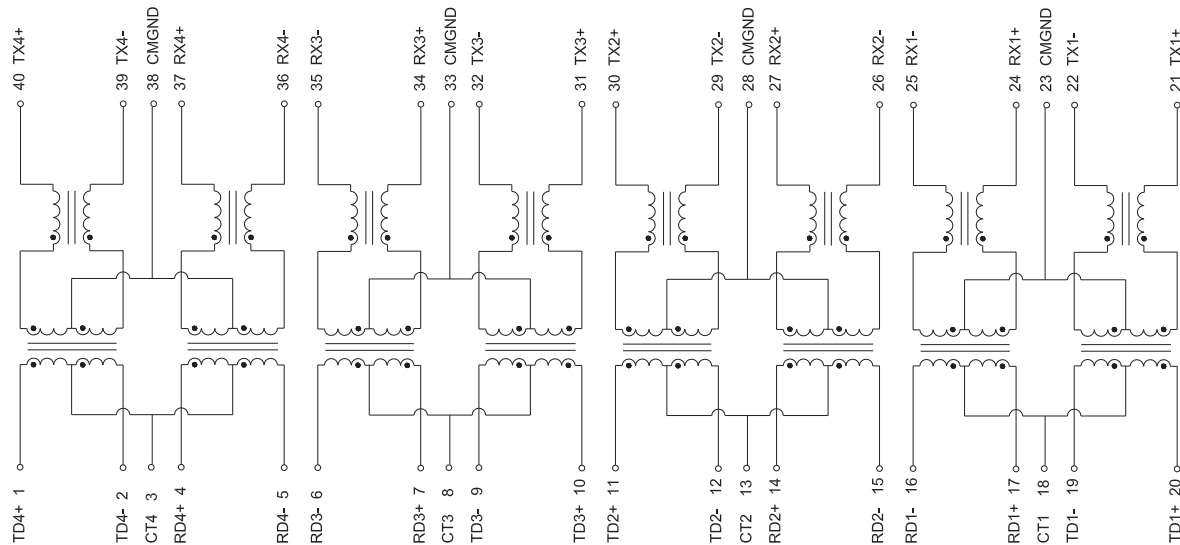 40 TX4+
39 TX4-
38 CMGND
37 RX4+
36 RX4-
35 RX3-
34 RX3+
33 CMGND
32 TX3-
31 TX3+
30 TX2+
29 TX2-
28 CMGND
27 RX2+
26 RX2-
25 RX1-
24 RX1+
23 CMGND
22 TX1-
21 TX1+
TD4+ 1
TD4- 2
CT4 3
RD4+ 4
RD4- 5
RD3- 6
RD3+ 7
CT3 8
TD3- 9
TD3+ 10
TD2+ 11
TD2- 12
CT2 13
RD2+ 14
RD2- 15
RD1- 16
RD1+ 17
CT1 18
TD1- 19
TD1+ 20